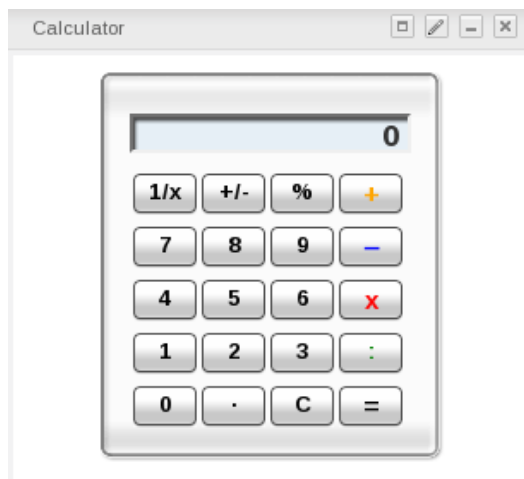 Calculator
0
1/x +/- % +
7 8 9 –
4 5 6 x
1 2 3 :
0 . C =